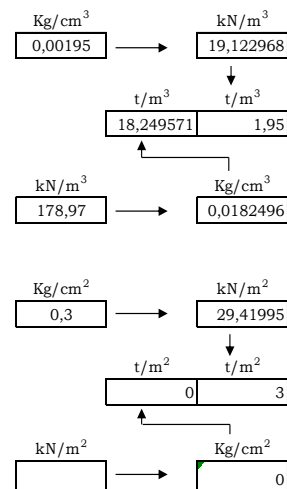 Kg/cm³ kN/m³
0,00195 19,122968
t/m³ t/m³
18,249571 1,95
kN/m³ Kg/cm³
178,97 0,0182496
Kg/cm² kN/m²
0,3 29,41995
t/m² t/m²
0 3
kN/m² Kg/cm²
0